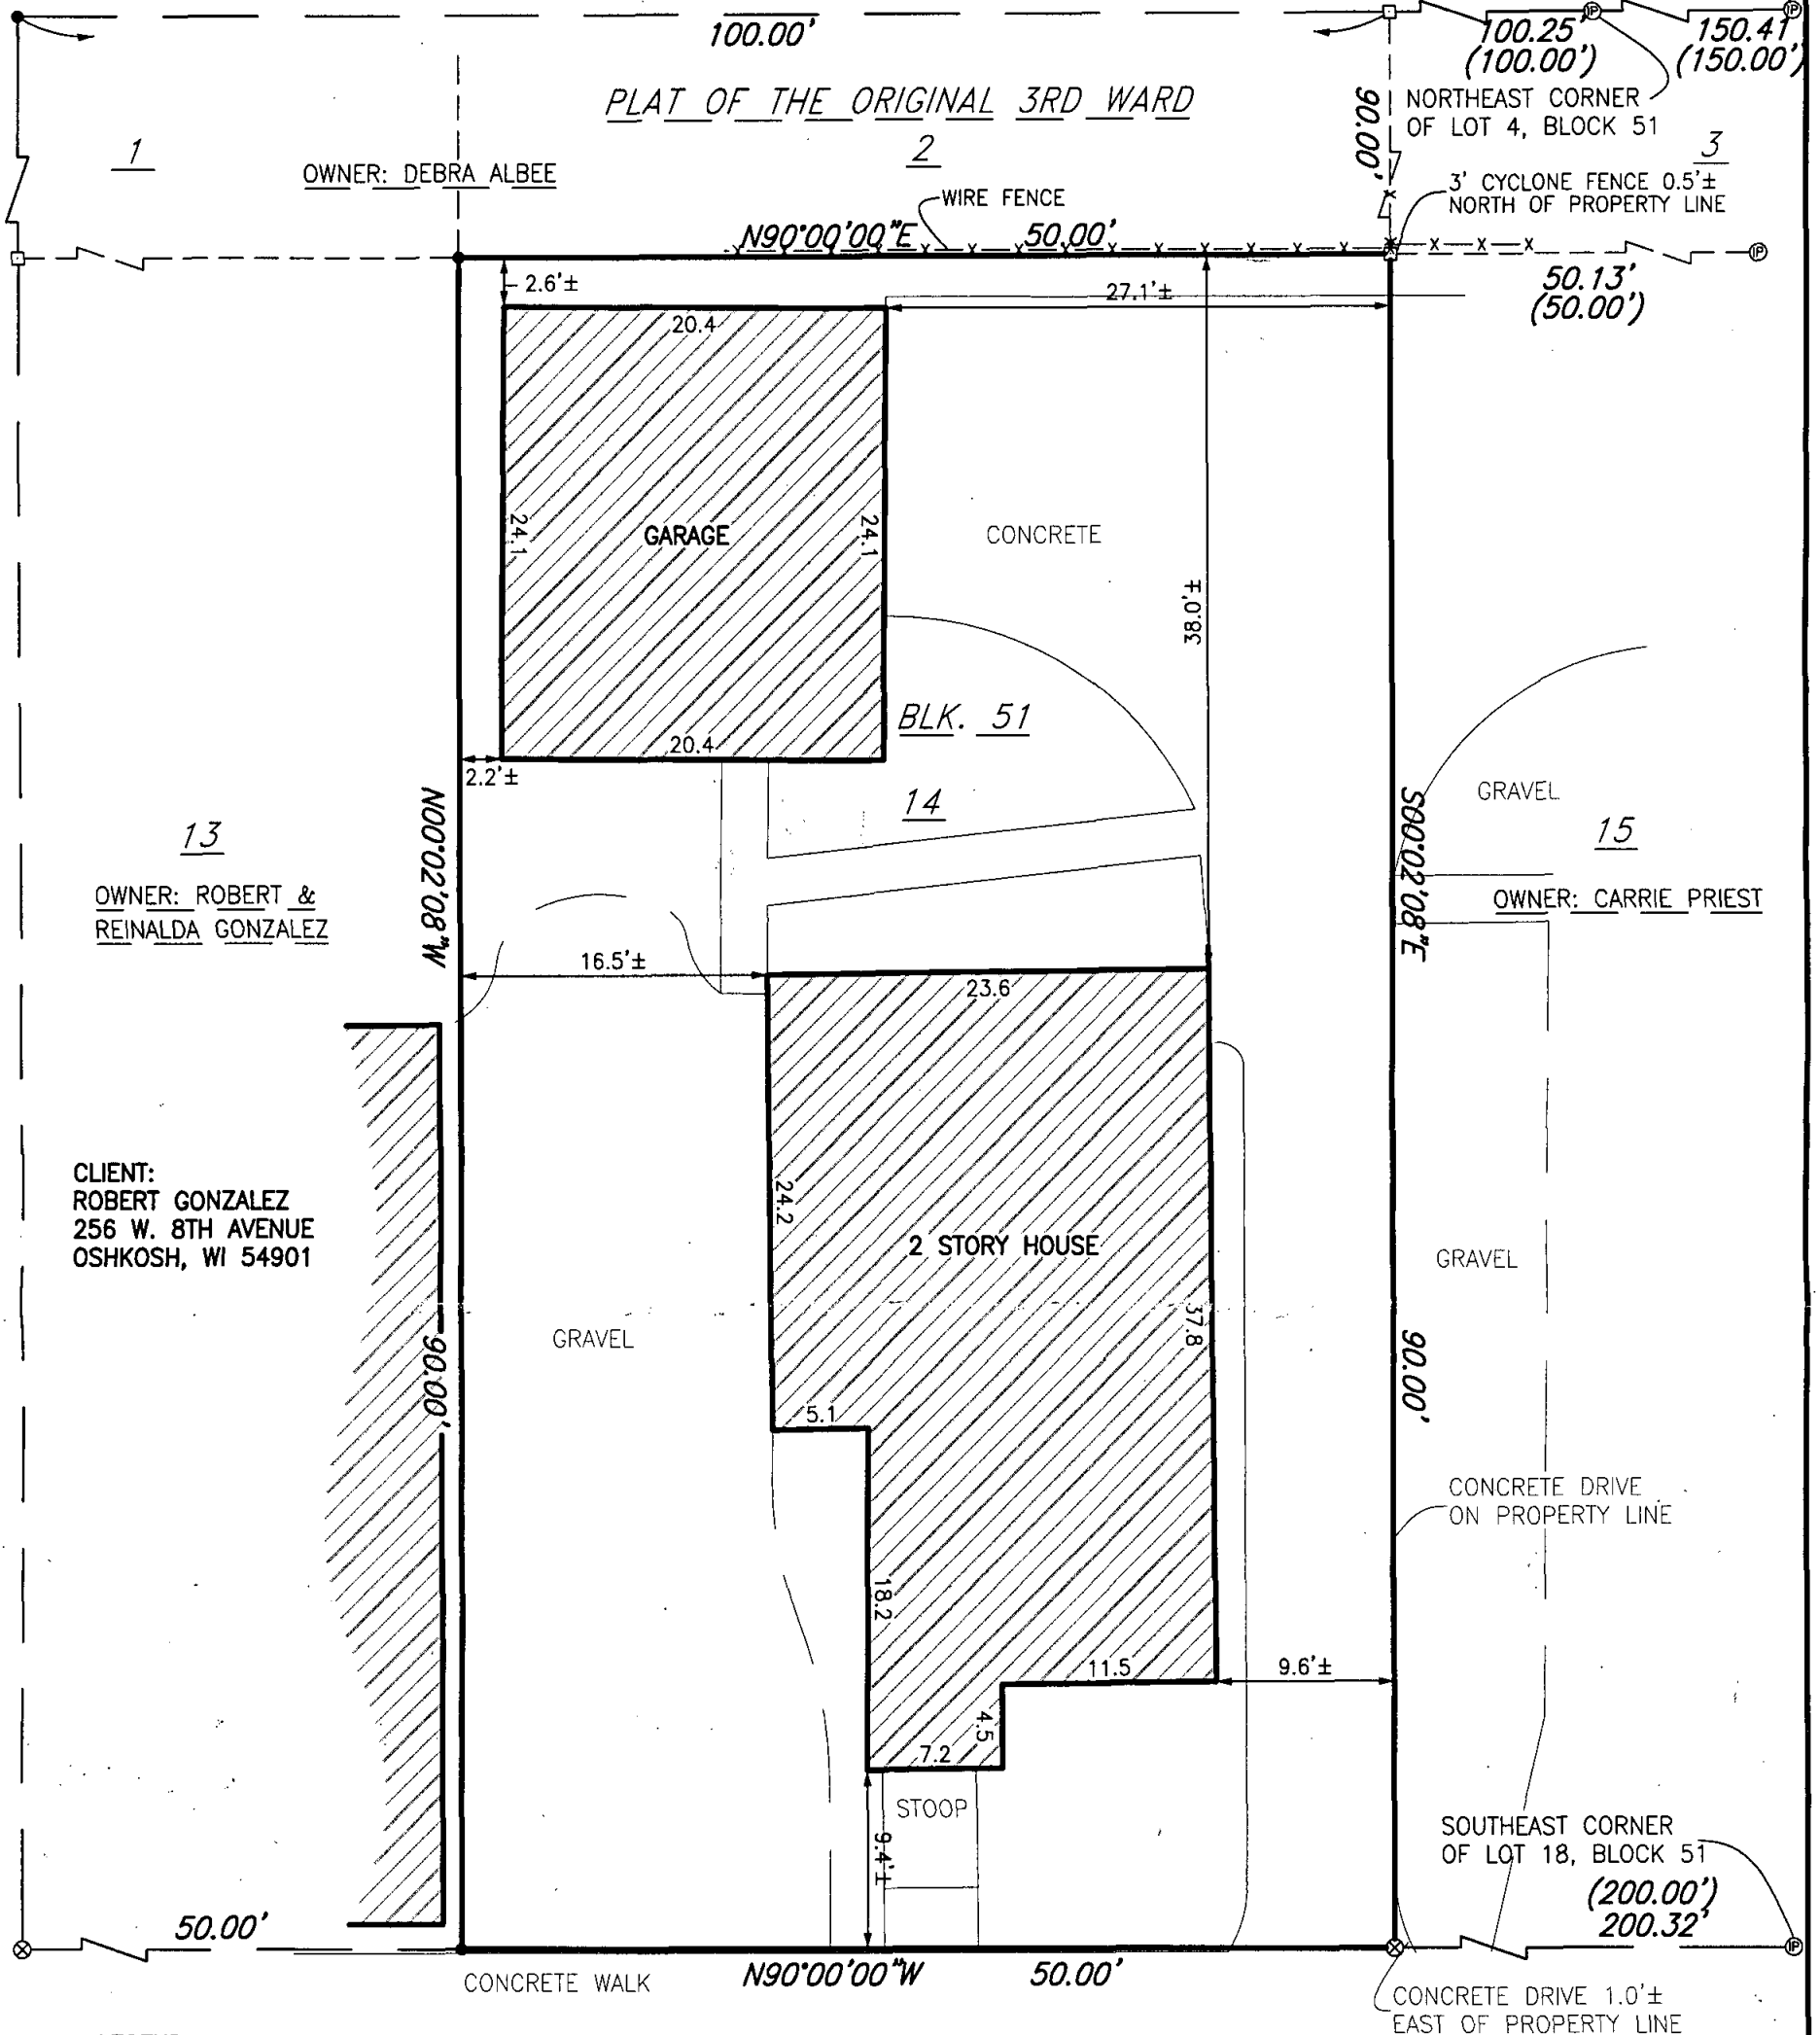 100.00'
100.25'
(100.00')
150.41'
(150.00')
PLAT OF THE ORIGINAL 3RD WARD
90.00'
NORTHEAST CORNER
OF LOT 4, BLOCK 51
1
2
3
OWNER: DEBRA ALBEE
WIRE FENCE
3' CYCLONE FENCE 0.5'±
NORTH OF PROPERTY LINE
N90°00'00"E 50.00'
x x x x x x x x x x x x x x
x x x x
IP
IP
IP
2.6'±
27.1'±
50.13'
(50.00')
20.4
24.1
GARAGE
24.1
CONCRETE
38.0'±
20.4
BLK. 51
2.2'±
14
GRAVEL
13
15
N00°02'08"W
S00°02'08"E
OWNER: ROBERT &
REINALDA GONZALEZ
OWNER: CARRIE PRIEST
16.5'±
23.6
CLIENT:
ROBERT GONZALEZ
256 W. 8TH AVENUE
OSHKOSH, WI 54901
24.2
2 STORY HOUSE
GRAVEL
37.8
GRAVEL
90.00'
90.00'
5.1
CONCRETE DRIVE
ON PROPERTY LINE
18.2
11.5
9.6'±
4.5
7.2
STOOP
9.4'±
SOUTHEAST CORNER
OF LOT 18, BLOCK 51
(200.00')
200.32'
50.00'
IP
CONCRETE WALK
N90°00'00"W 50.00'
CONCRETE DRIVE 1.0'±
EAST OF PROPERTY LINE